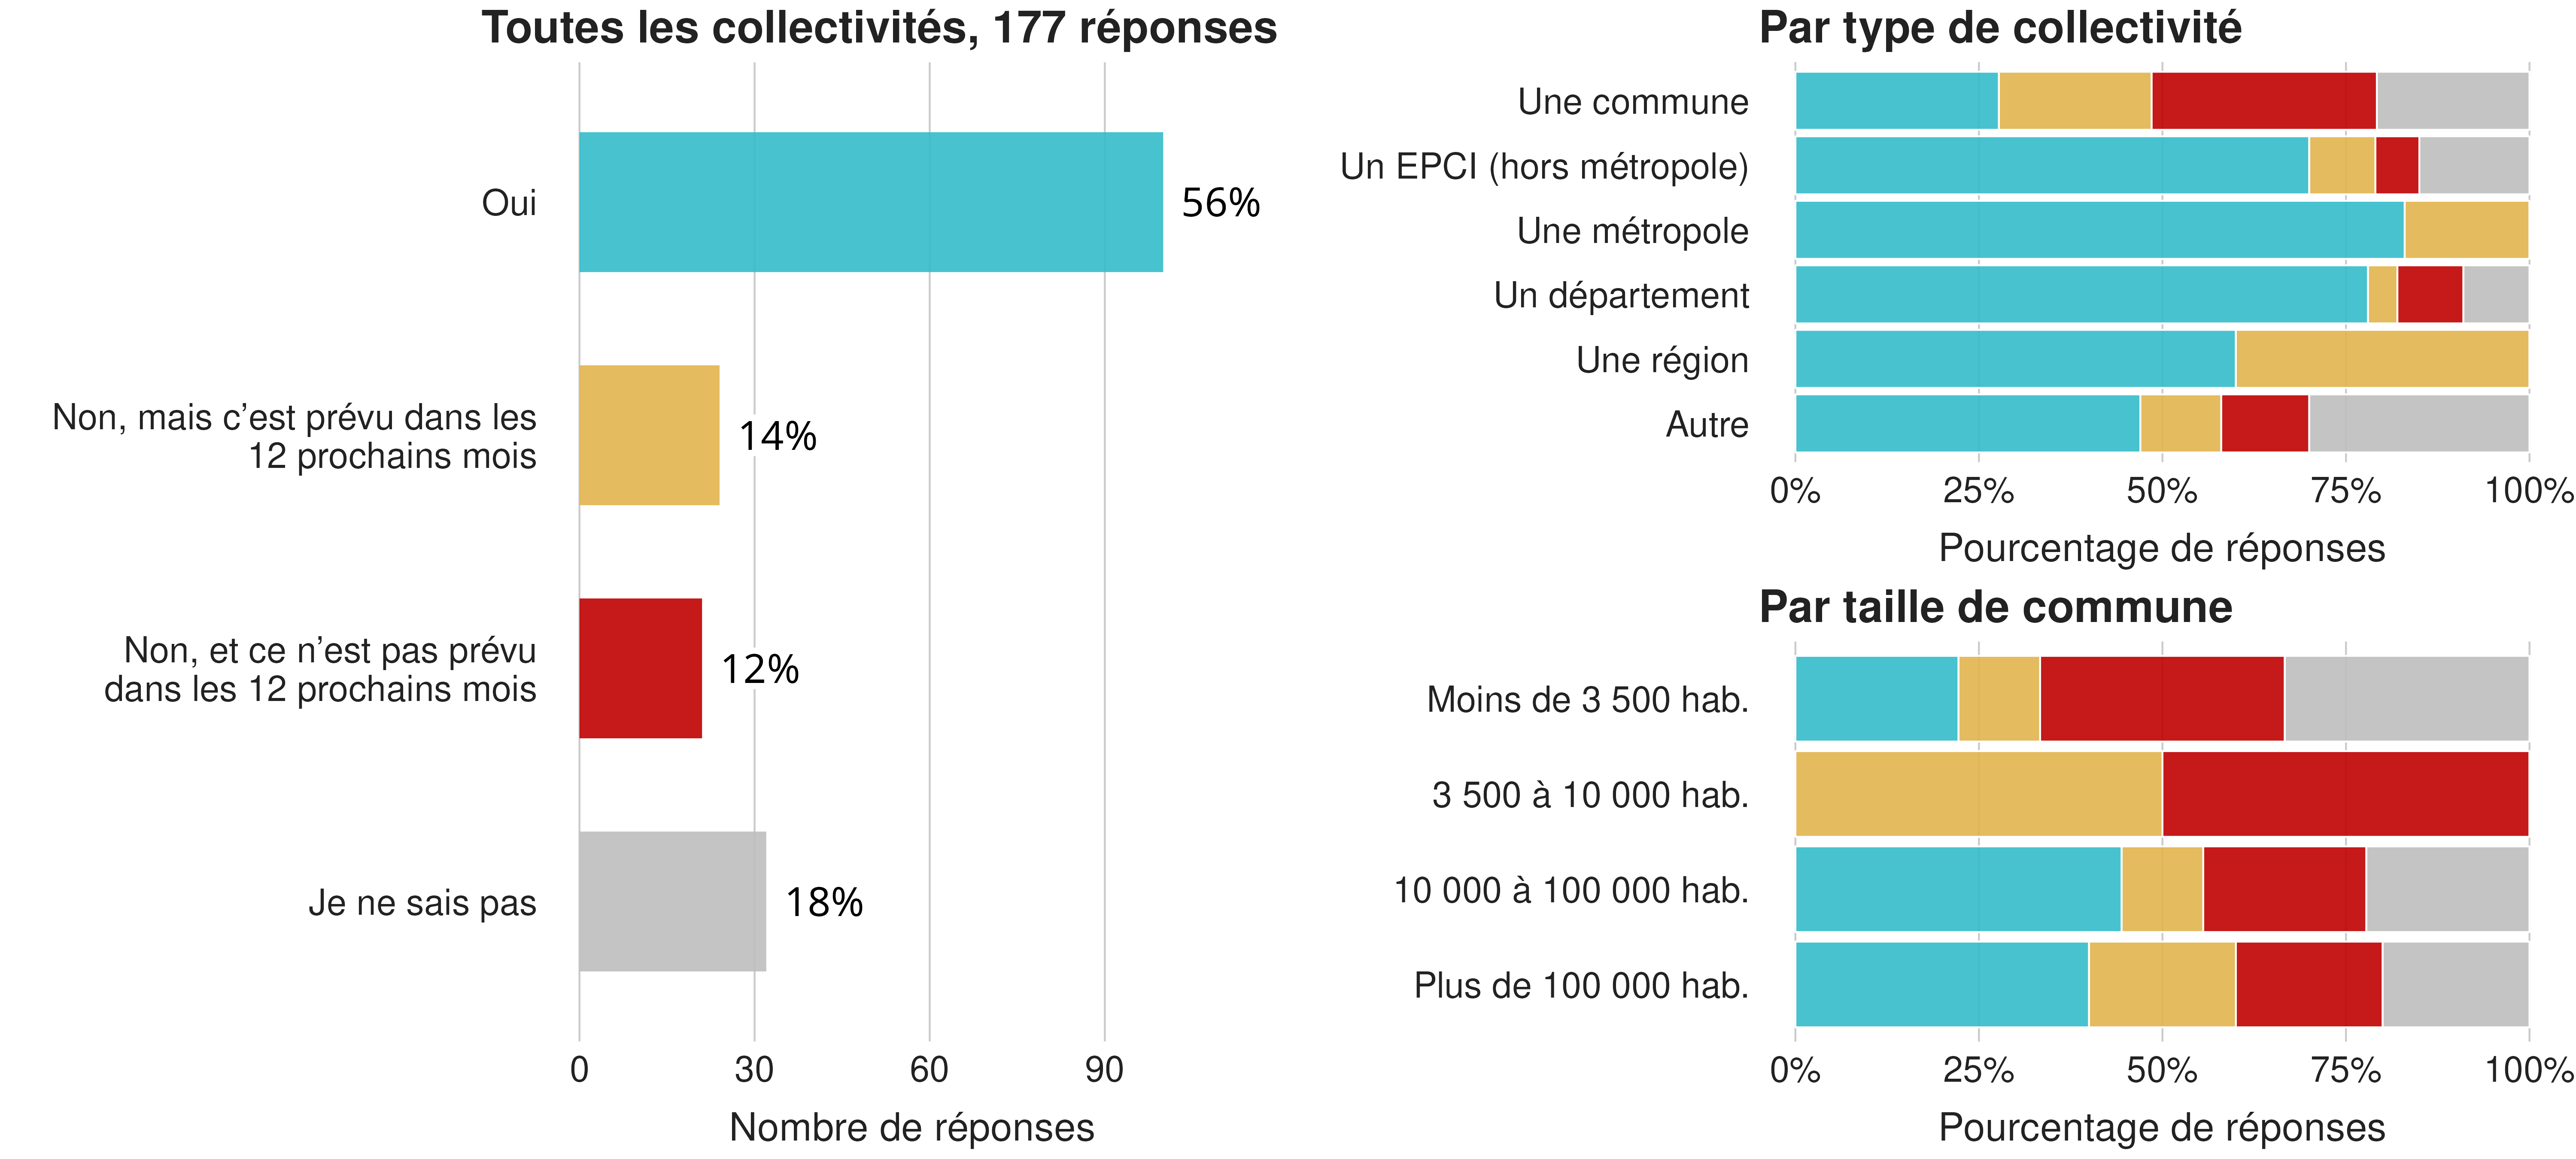 Toutes les collectivités, 177 réponses
Oui
56%
Non, mais c’est prévu dans les
12 prochains mois
14%
Non, et ce n’est pas prévu
dans les 12 prochains mois
12%
Je ne sais pas
18%
0 30 60 90
Nombre de réponses
Par type de collectivité
Une commune
Un EPCI (hors métropole)
Une métropole
Un département
Une région
Autre
0% 25% 50% 75% 100%
Pourcentage de réponses
Par taille de commune
Moins de 3 500 hab.
3 500 à 10 000 hab.
10 000 à 100 000 hab.
Plus de 100 000 hab.
0% 25% 50% 75% 100%
Pourcentage de réponses